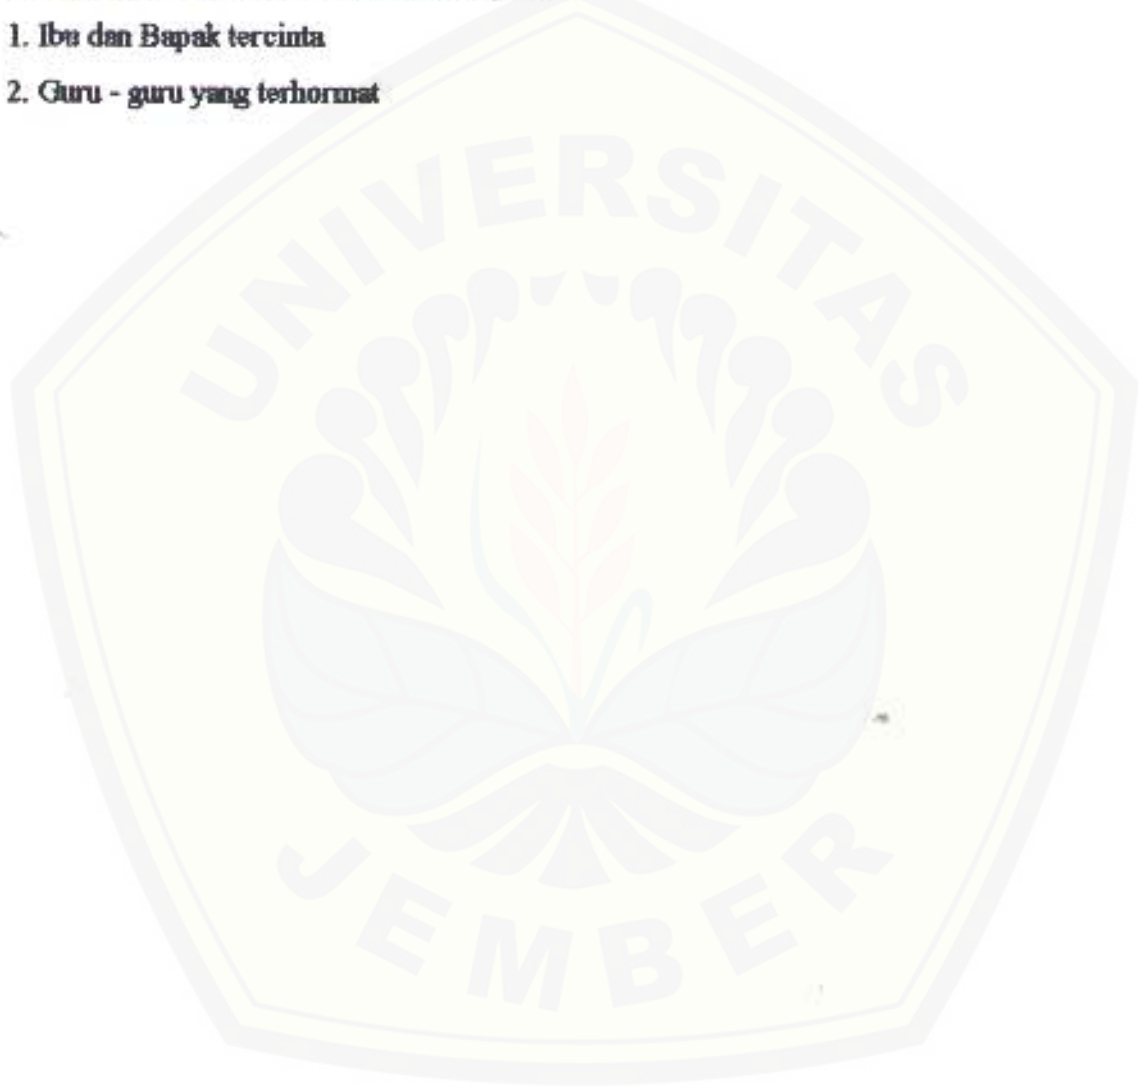 1. Ibu dan Bapak tercinta
2. Guru - guru yang terhormat
UNIVERSITAS
JEMBER